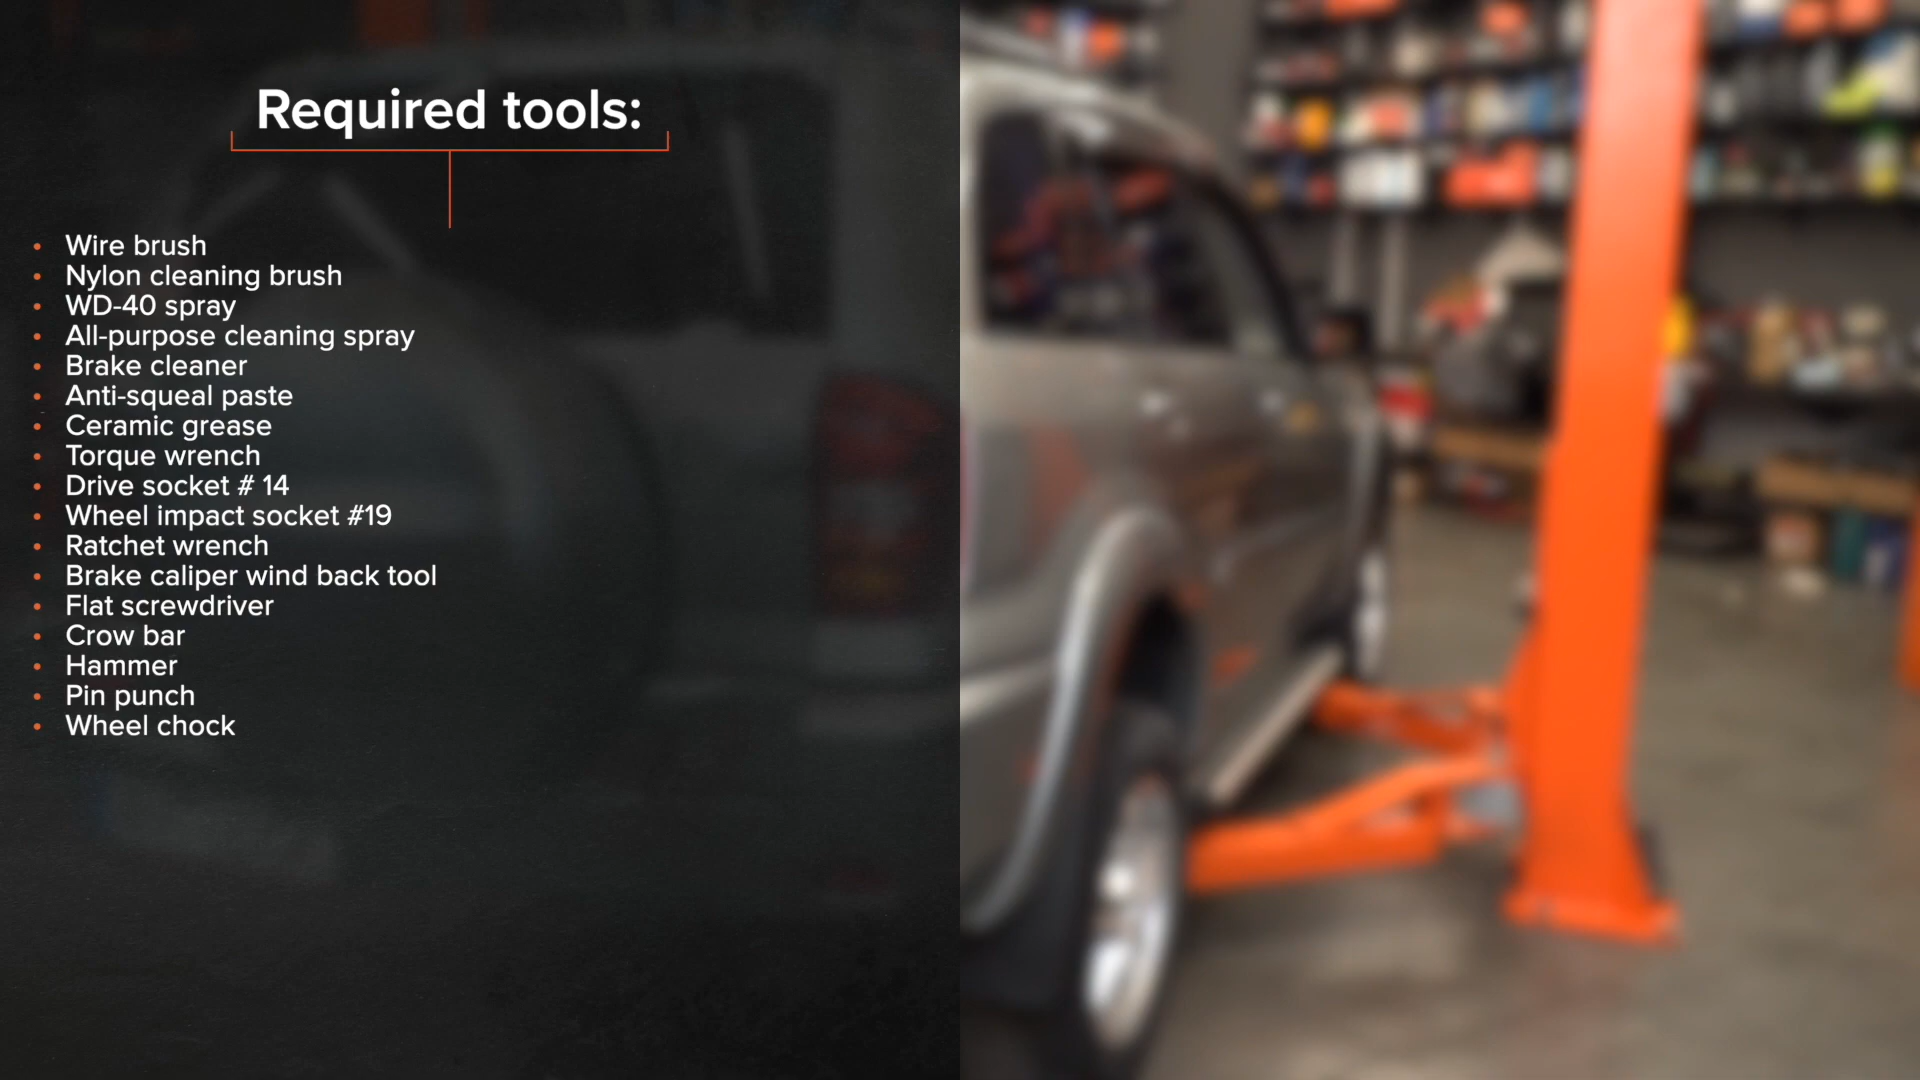 Required tools:
Wire brush
Nylon cleaning brush
WD-40 spray
All-purpose cleaning spray
Brake cleaner
Anti-squeal paste
Ceramic grease
Torque wrench
Drive socket # 14
Wheel impact socket #19
Ratchet wrench
Brake caliper wind back tool
Flat screwdriver
Crow bar
Hammer
Pin punch
Wheel chock